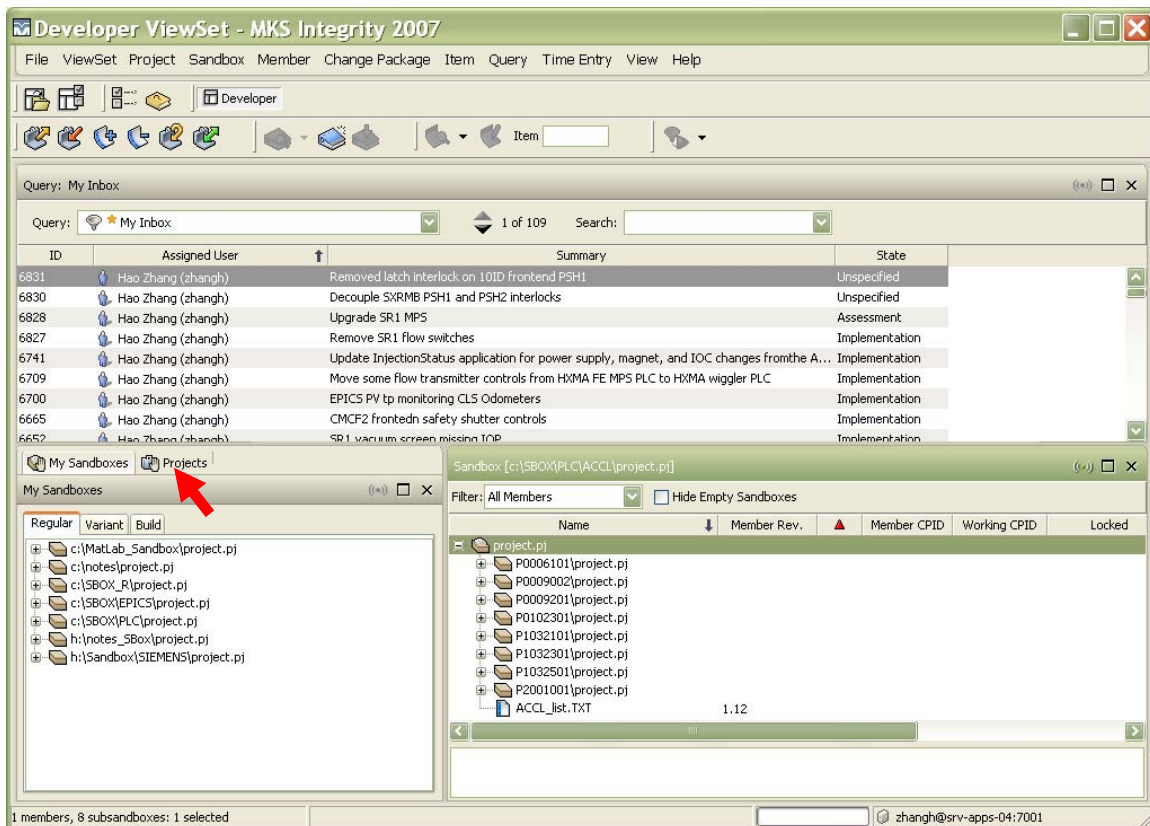 Developer ViewSet - MKS Integrity 2007
File ViewSet Project Sandbox Member Change Package Item Query Time Entry View Help
Developer
Item
Query: My Inbox
Query: My Inbox 1 of 109 Search:
ID Assigned User Summary State
6831 Hao Zhang (zhangh) Removed latch interlock on 10ID frontend PSH1 Unspecified
6830 Hao Zhang (zhangh) Decouple SXRMB PSH1 and PSH2 interlocks Unspecified
6828 Hao Zhang (zhangh) Upgrade SR1 MPS Assessment
6827 Hao Zhang (zhangh) Remove SR1 flow switches Implementation
6741 Hao Zhang (zhangh) Update InjectionStatus application for power supply, magnet, and IOC changes fromthe A... Implementation
6709 Hao Zhang (zhangh) Move some flow transmitter controls from HXMA FE MPS PLC to HXMA wiggler PLC Implementation
6700 Hao Zhang (zhangh) EPICS PV tp monitoring CLS Odometers Implementation
6665 Hao Zhang (zhangh) CMCF2 frontedn safety shutter controls Implementation
6652 Hao Zhang (zhangh) SR1 vacuum screen missing IOP Implementation
My Sandboxes Projects
My Sandboxes
Regular Variant Build
c:\MatLab_Sandbox\project.pj
c:\notes\project.pj
c:\SBOX_R\project.pj
c:\SBOX\EPICS\project.pj
c:\SBOX\PLC\project.pj
h:\notes_SBox\project.pj
h:\Sandbox\SIEMENS\project.pj
Sandbox [c:\SBOX\PLC\ACCL\project.pj]
Filter: All Members Hide Empty Sandboxes
Name Member Rev. Member CPID Working CPID Locked
project.pj
P0006101\project.pj
P0009002\project.pj
P0009201\project.pj
P0102301\project.pj
P1032101\project.pj
P1032301\project.pj
P1032501\project.pj
P2001001\project.pj
ACCL_list.TXT 1.12
1 members, 8 subsandboxes: 1 selected
zhangh@srv-apps-04:7001